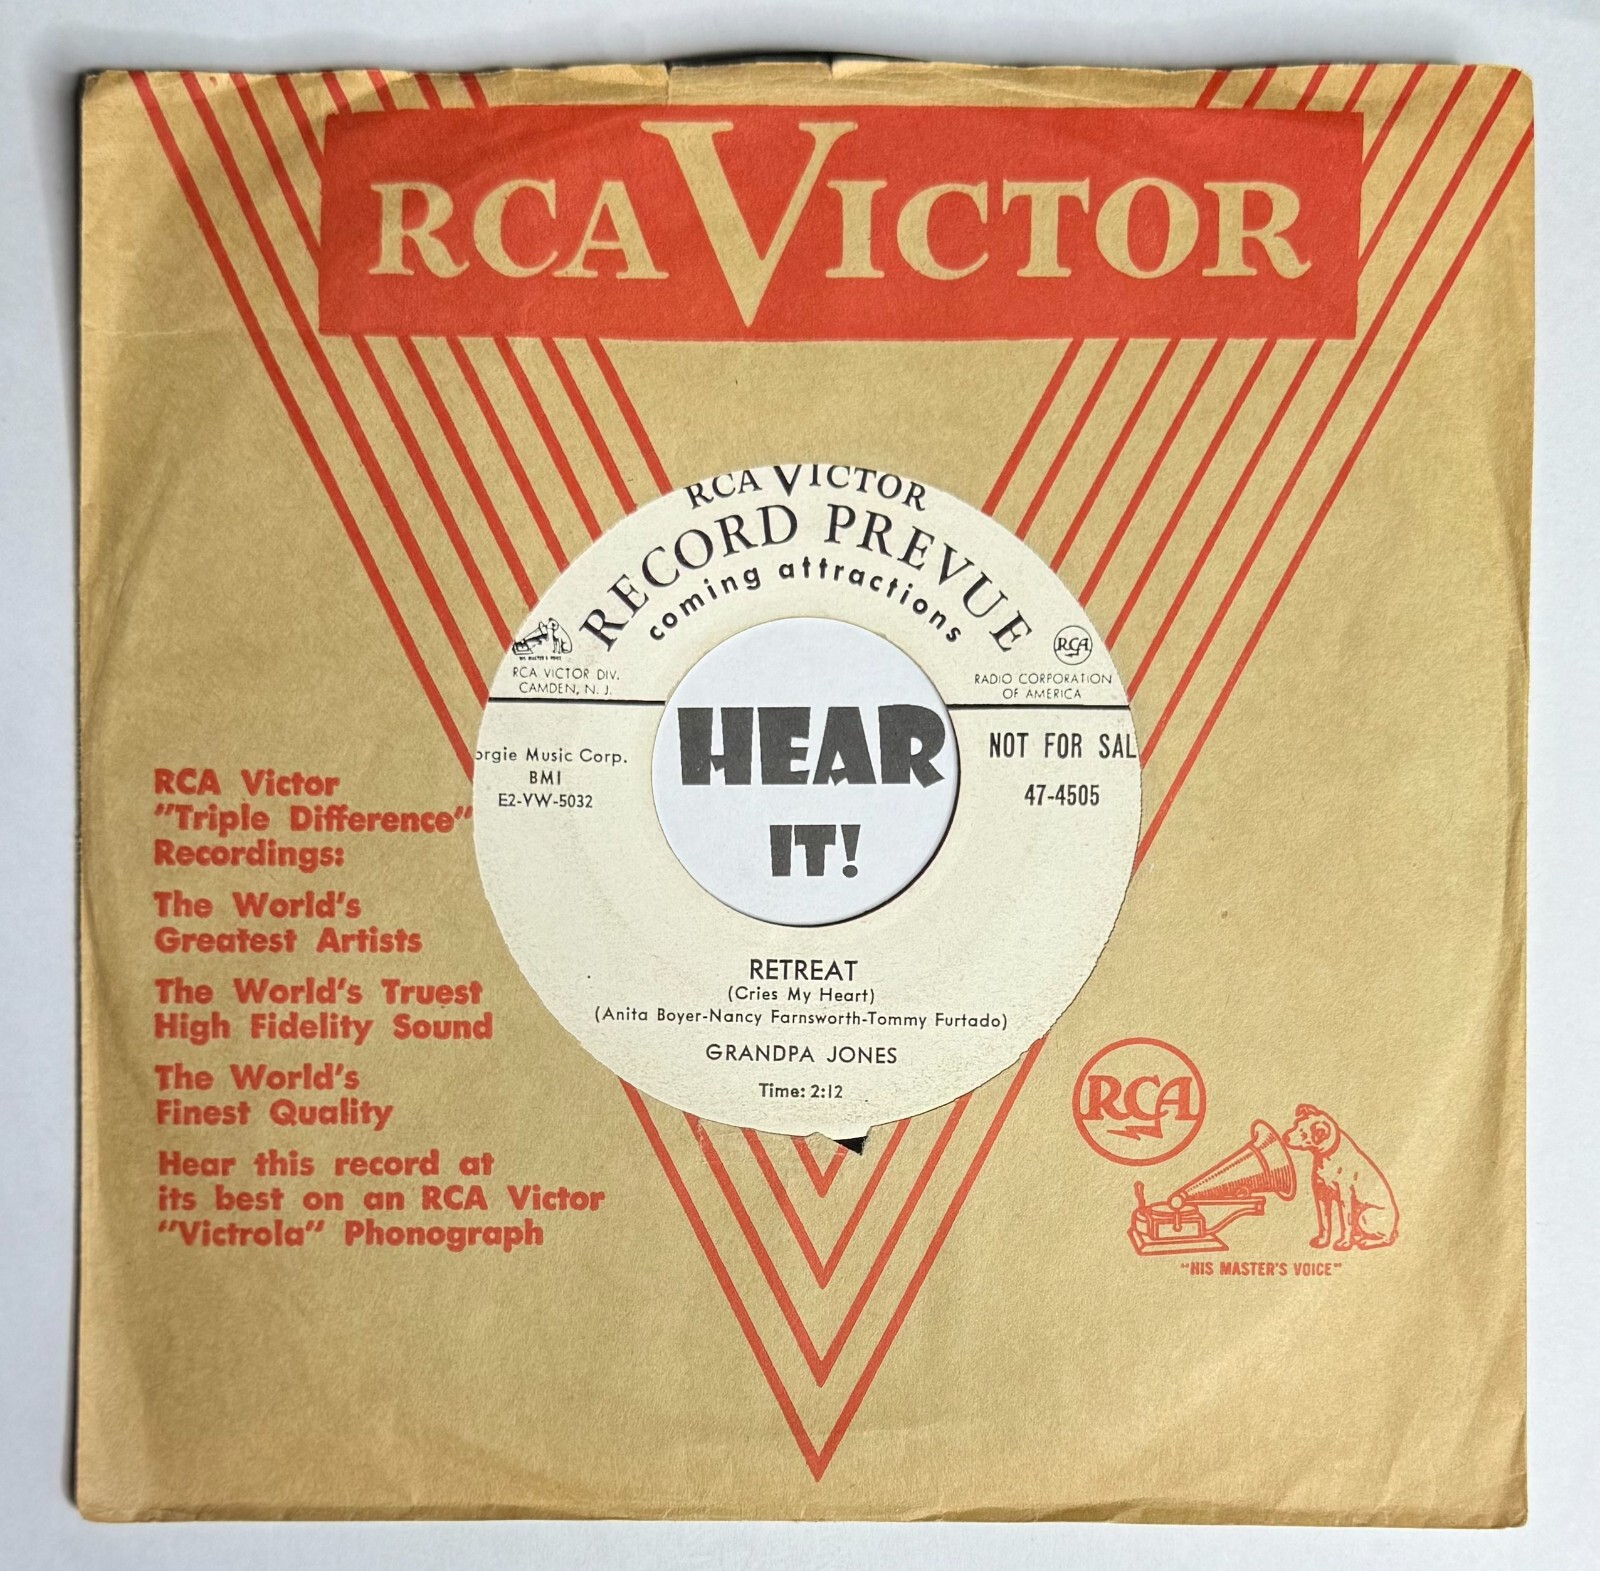 RCA VICTOR
RCA VICTOR
RECORD PREVUE
coming attractions
"HIS MASTER'S VOICE"
RCA VICTOR DIV.
CAMDEN, N. J.
RCA
RADIO CORPORATION
OF AMERICA
orgie Music Corp.
BMI
E2-VW-5032
HEAR
IT!
NOT FOR SAL
47-4505
RETREAT
(Cries My Heart)
(Anita Boyer-Nancy Farnsworth-Tommy Furtado)
GRANDPA JONES
Time: 2:12
RCA Victor
"Triple Difference"
Recordings:
The World's
Greatest Artists
The World's Truest
High Fidelity Sound
The World's
Finest Quality
Hear this record at
its best on an RCA Victor
"Victrola" Phonograph
RCA
"HIS MASTER'S VOICE"